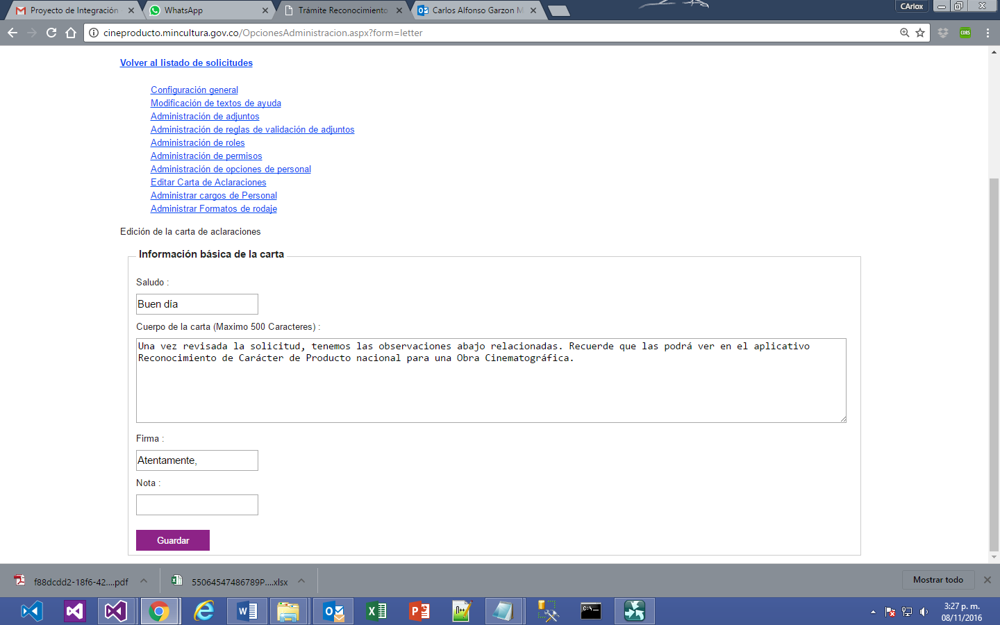 Proyecto de Integración
WhatsApp
Trámite Reconocimiento
Carlos Alfonso Garzon M
CArlox
cineproducto.mincultura.gov.co/OpcionesAdministracion.aspx?form=letter
CORS
Volver al listado de solicitudes
Configuración general
Modificación de textos de ayuda
Administración de adjuntos
Administración de reglas de validación de adjuntos
Administración de roles
Administración de permisos
Administración de opciones de personal
Editar Carta de Aclaraciones
Administrar cargos de Personal
Administrar Formatos de rodaje
Edición de la carta de aclaraciones
Información básica de la carta
Saludo :
Buen día
Cuerpo de la carta (Maximo 500 Caracteres) :
Una vez revisada la solicitud, tenemos las observaciones abajo relacionadas. Recuerde que las podrá ver en el aplicativo
Reconocimiento de Carácter de Producto nacional para una Obra Cinematográfica.
Firma :
Atentamente,
Nota :
Guardar
f88dcdd2-18f6-42....pdf
55064547486789P....xlsx
Mostrar todo
3:27 p. m.
08/11/2016